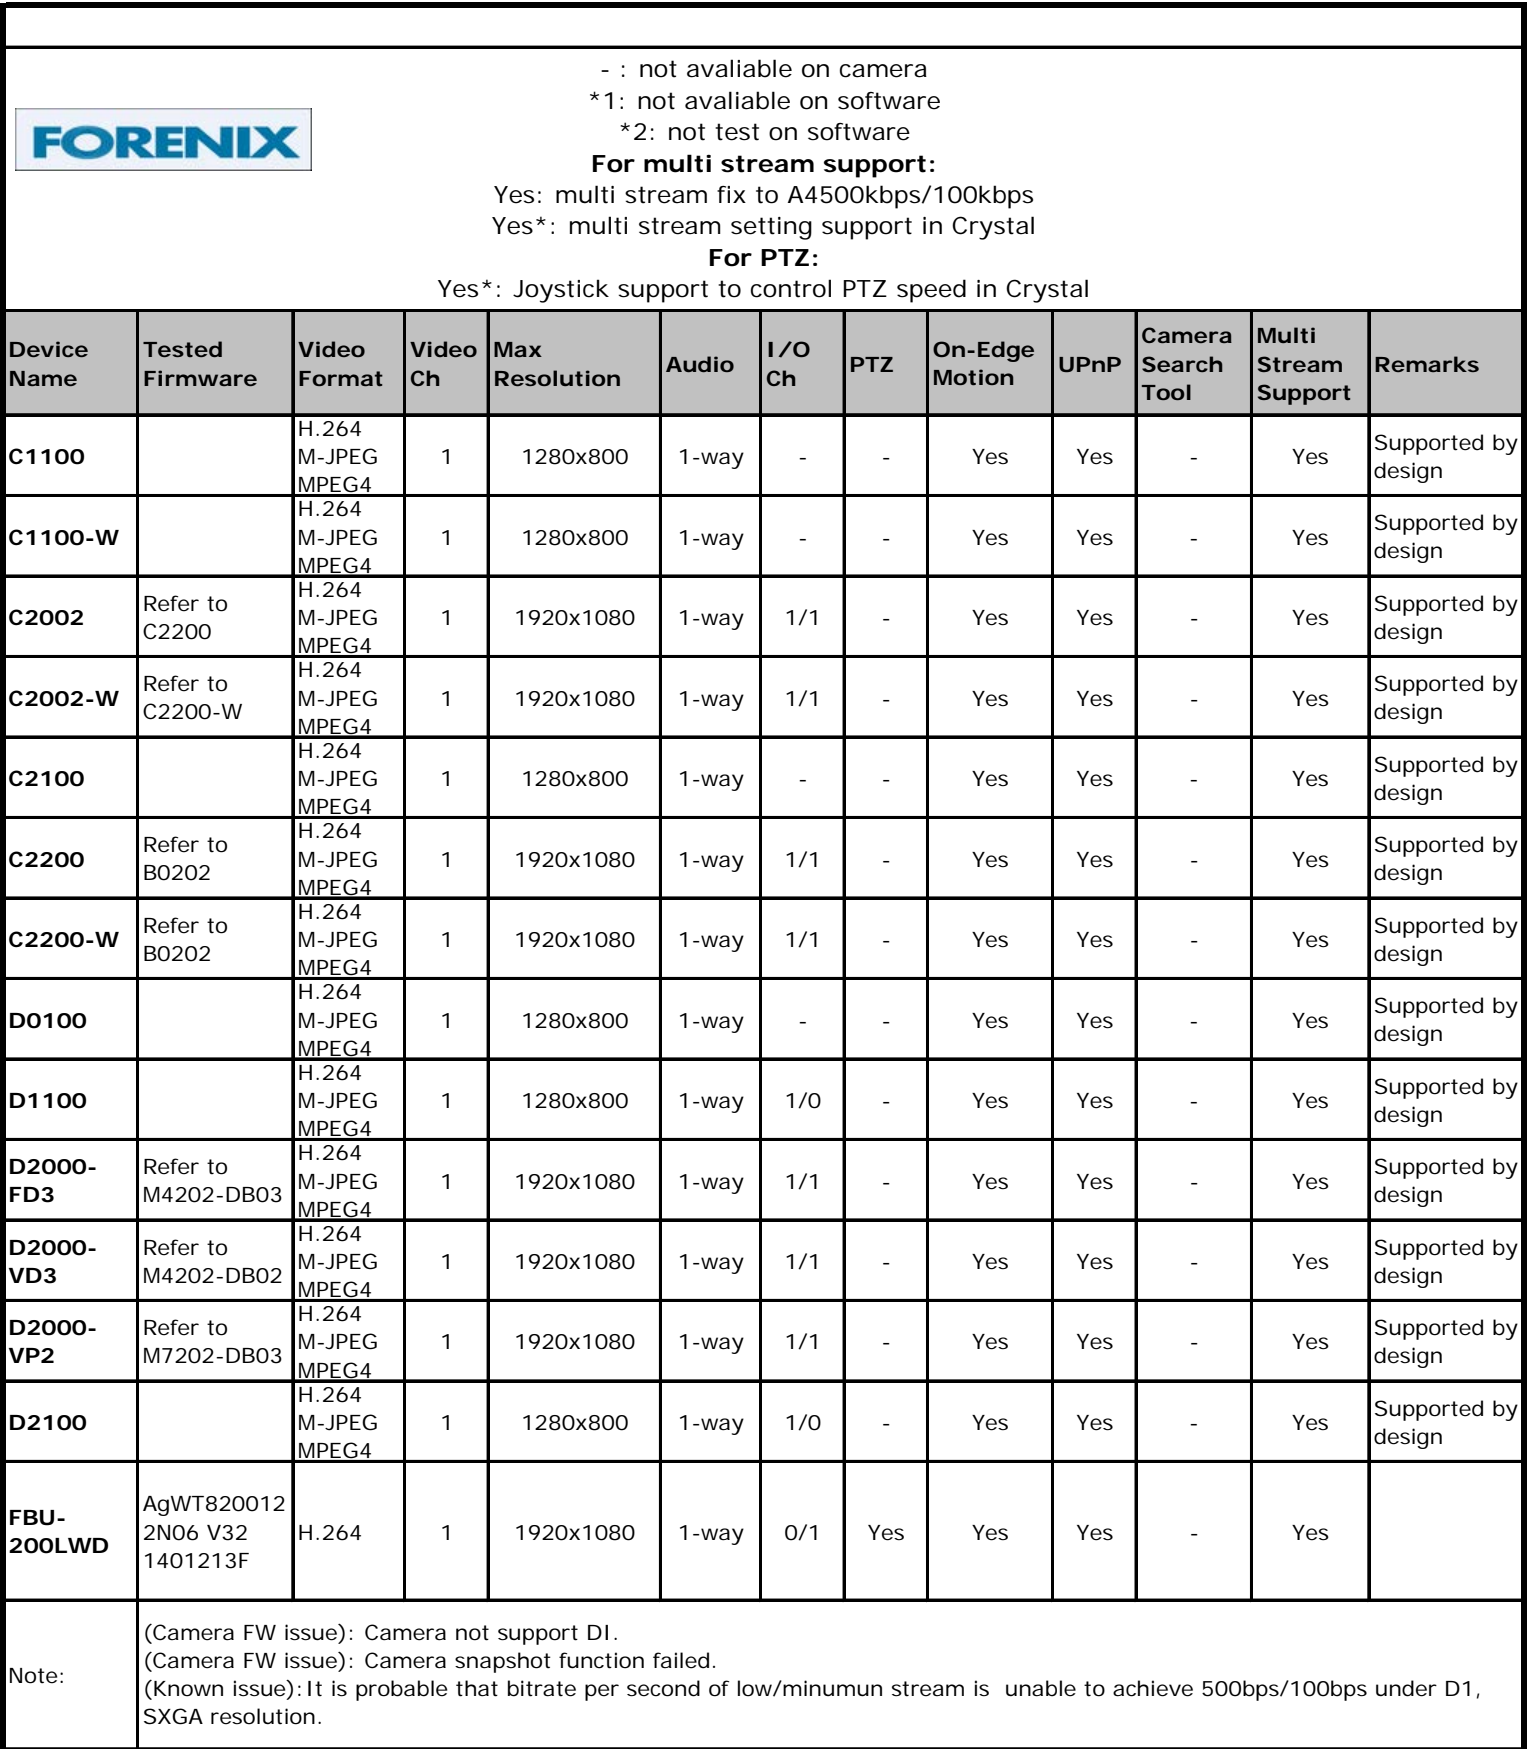 - : not avaliable on camera
*1: not avaliable on software
*2: not test on software
FORENIX
For multi stream support:
Yes: multi stream fix to A4500kbps/100kbps
Yes*: multi stream setting support in Crystal
For PTZ:
Yes*: Joystick support to control PTZ speed in Crystal
Device Name Tested Firmware Video Format Video Ch Max Resolution Audio I/O Ch PTZ On-Edge Motion UPnP Camera Search Tool Multi Stream Support Remarks
C1100 H.264 M-JPEG MPEG4 1 1280x800 1-way - - Yes Yes - Yes Supported by design
C1100-W H.264 M-JPEG MPEG4 1 1280x800 1-way - - Yes Yes - Yes Supported by design
C2002 Refer to C2200 H.264 M-JPEG MPEG4 1 1920x1080 1-way 1/1 - Yes Yes - Yes Supported by design
C2002-W Refer to C2200-W H.264 M-JPEG MPEG4 1 1920x1080 1-way 1/1 - Yes Yes - Yes Supported by design
C2100 H.264 M-JPEG MPEG4 1 1280x800 1-way - - Yes Yes - Yes Supported by design
C2200 Refer to B0202 H.264 M-JPEG MPEG4 1 1920x1080 1-way 1/1 - Yes Yes - Yes Supported by design
C2200-W Refer to B0202 H.264 M-JPEG MPEG4 1 1920x1080 1-way 1/1 - Yes Yes - Yes Supported by design
D0100 H.264 M-JPEG MPEG4 1 1280x800 1-way - - Yes Yes - Yes Supported by design
D1100 H.264 M-JPEG MPEG4 1 1280x800 1-way 1/0 - Yes Yes - Yes Supported by design
D2000-FD3 Refer to M4202-DB03 H.264 M-JPEG MPEG4 1 1920x1080 1-way 1/1 - Yes Yes - Yes Supported by design
D2000-VD3 Refer to M4202-DB02 H.264 M-JPEG MPEG4 1 1920x1080 1-way 1/1 - Yes Yes - Yes Supported by design
D2000-VP2 Refer to M7202-DB03 H.264 M-JPEG MPEG4 1 1920x1080 1-way 1/1 - Yes Yes - Yes Supported by design
D2100 H.264 M-JPEG MPEG4 1 1280x800 1-way 1/0 - Yes Yes - Yes Supported by design
FBU-200LWD AgWT820012 2N06 V32 1401213F H.264 1 1920x1080 1-way 0/1 Yes Yes Yes - Yes
Note:
(Camera FW issue): Camera not support DI.
(Camera FW issue): Camera snapshot function failed.
(Known issue):It is probable that bitrate per second of low/minumun stream is  unable to achieve 500bps/100bps under D1,
SXGA resolution.